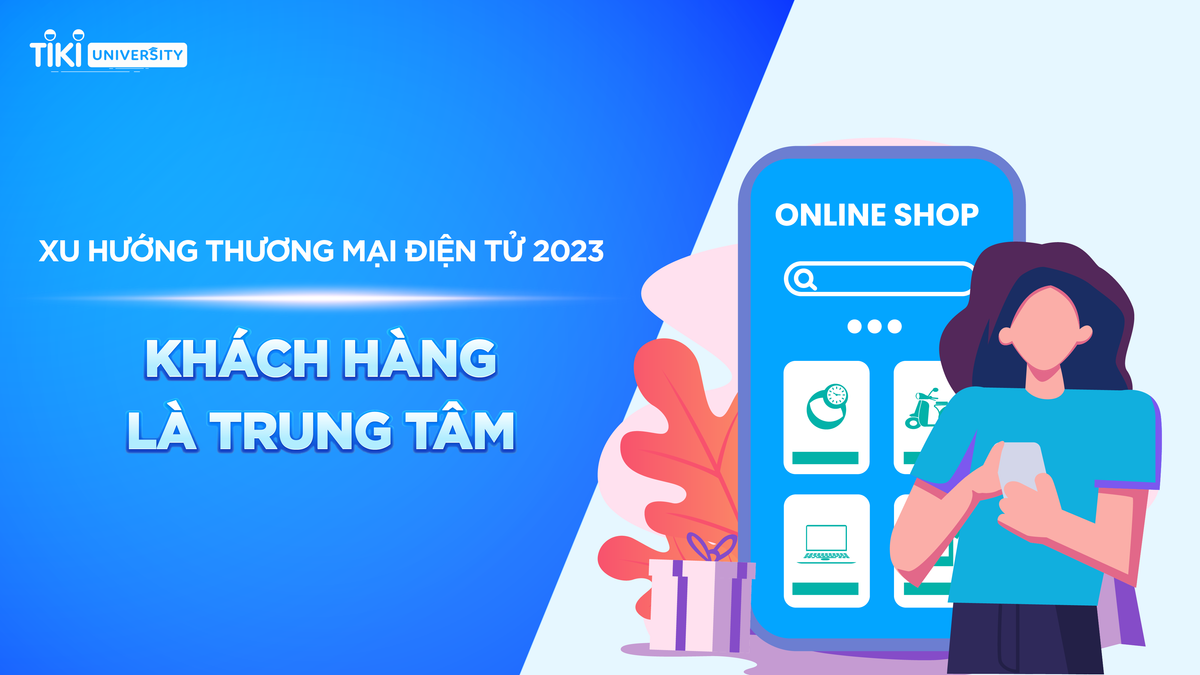 TIKI UNIVERSITY
XU HƯỚNG THƯƠNG MẠI ĐIỆN TỬ 2023
KHÁCH HÀNG
LÀ TRUNG TÂM
ONLINE SHOP